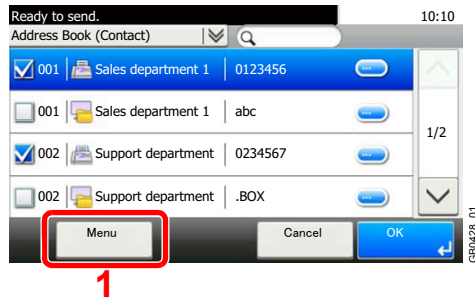 Ready to send. 10:10
Address Book (Contact)
001 Sales department 1 0123456
001 Sales department 1 abc
1/2
002 Support department 0234567
002 Support department .BOX
Menu Cancel OK
1
GB0428_01